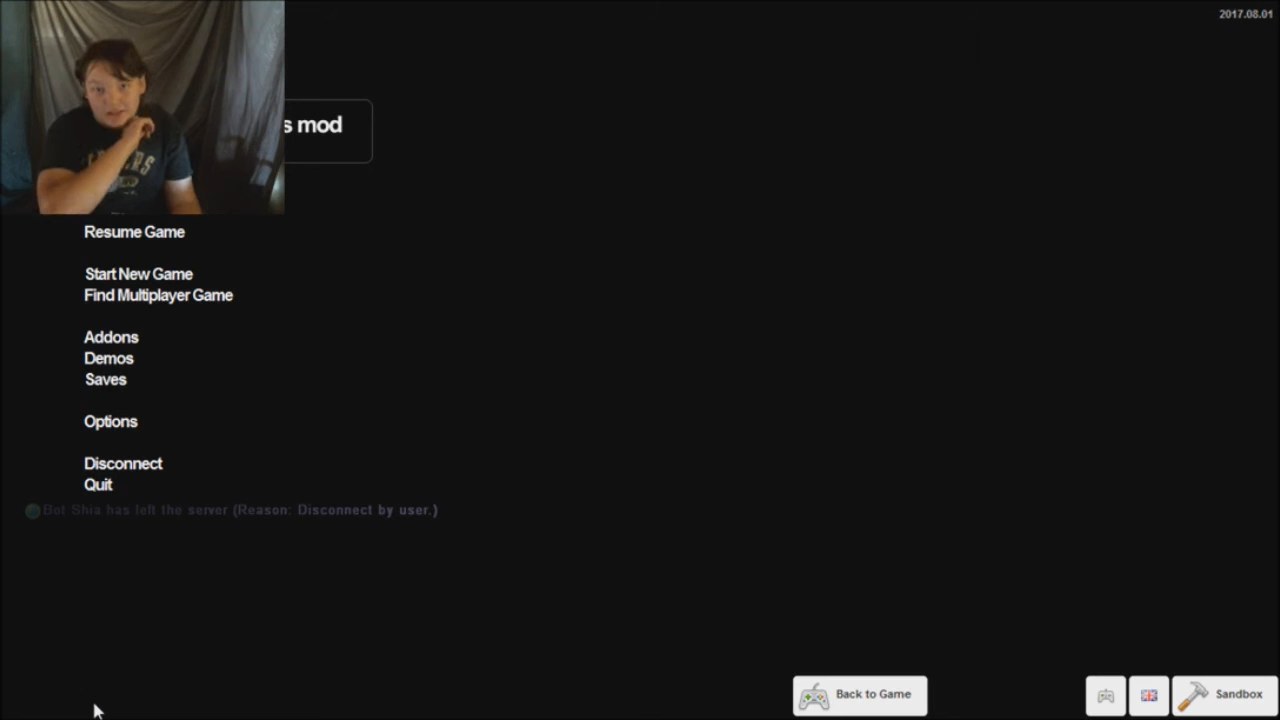 2017.08.01
s mod
Resume Game
Start New Game
Find Multiplayer Game
Addons
Demos
Saves
Options
Disconnect
Quit
Bot Shia has left the server (Reason: Disconnect by user.)
Back to Game
Sandbox